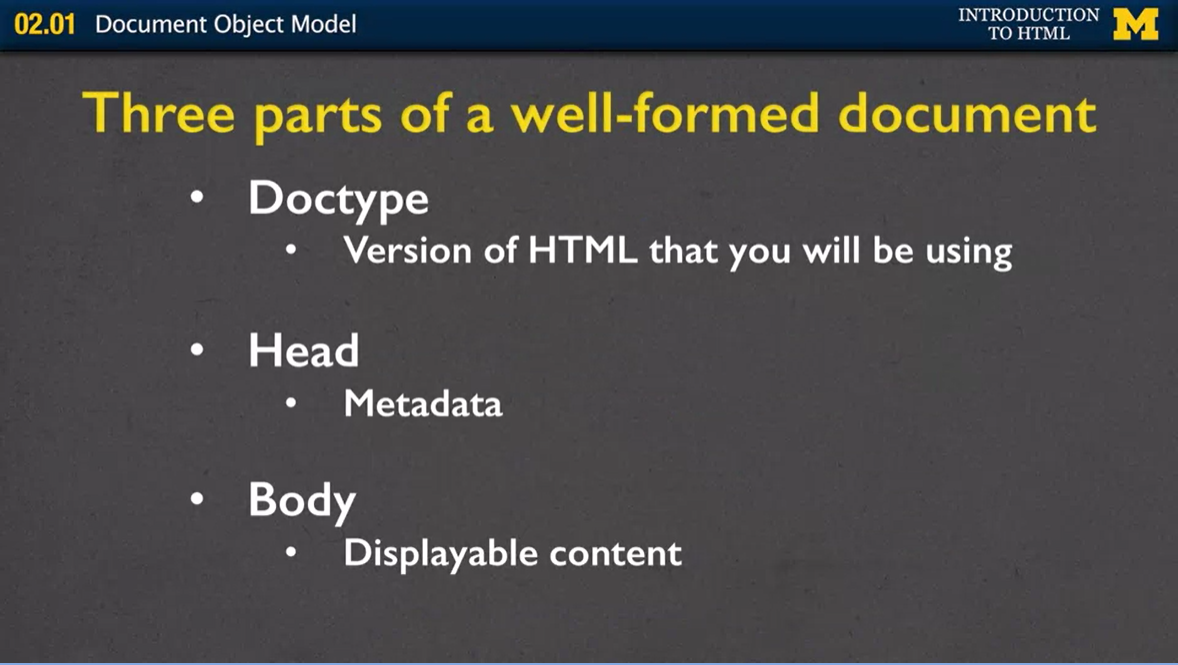 02.01 Document Object Model
INTRODUCTION
TO HTML
M
Three parts of a well-formed document
• Doctype
• Version of HTML that you will be using
• Head
• Metadata
• Body
• Displayable content